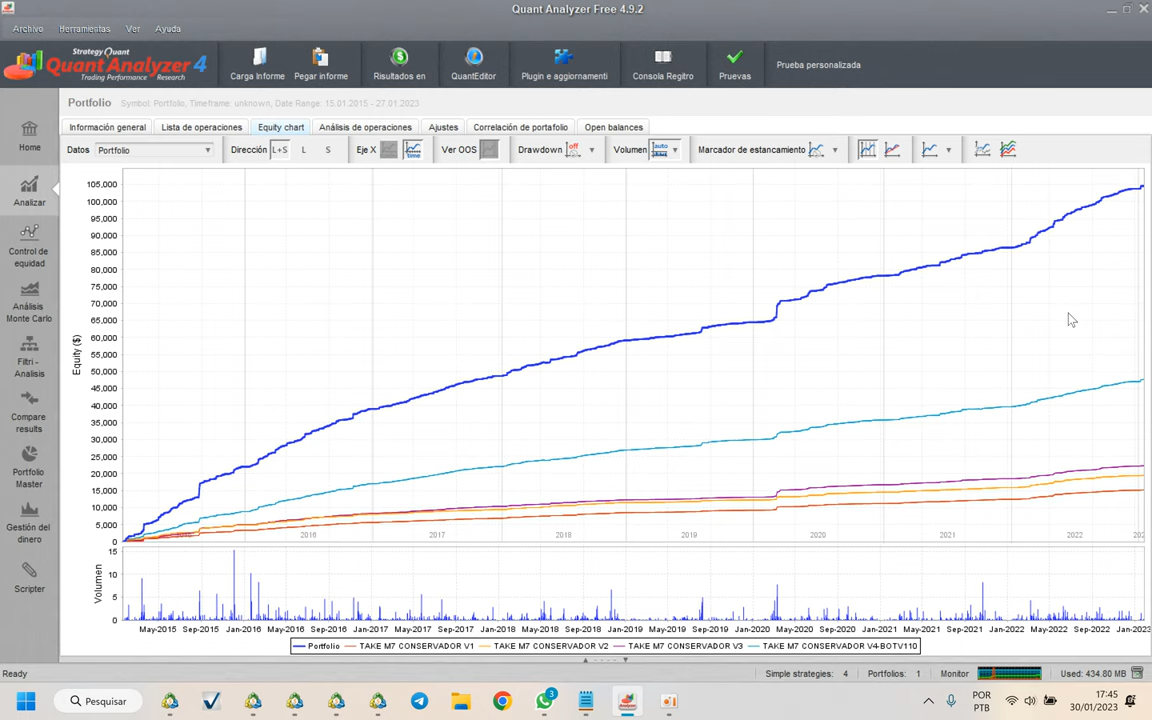 Quant Analyzer Free 4.9.2
Archivo Herramientas Ver Ayuda
StrategyQuant
QuantAnalyzer 4
Trading Performance Research
Carga Informe
Pegar informe
Risultados en
QuantEditor
Plugin e aggiornamenti
Consola Regitro
Pruevas
Prueba personalizada
Portfolio Symbol: Portfolio, Timeframe: unknown, Date Range: 15.01.2015 - 27.01.2023
Información general Lista de operaciones Equity chart Análisis de operaciones Ajustes Correlación de portafolio Open balances
Datos Portfolio Dirección L+S L S Eje X time Ver OOS Drawdown off Volumen auto Marcador de estancamiento
Home
Analizar
Control de
equidad
Análisis
Monte Carlo
Filtri -
Analisis
Compare
results
Portfolio
Master
Gestión del
dinero
Scripter
Equity ($)
105,000
100,000
95,000
90,000
85,000
80,000
75,000
70,000
65,000
60,000
55,000
50,000
45,000
40,000
35,000
30,000
25,000
20,000
15,000
10,000
5,000
0
2016 2017 2018 2019 2020 2021 2022 202
Volumen
15
10
5
0
May-2015 Sep-2015 Jan-2016 May-2016 Sep-2016 Jan-2017 May-2017 Sep-2017 Jan-2018 May-2018 Sep-2018 Jan-2019 May-2019 Sep-2019 Jan-2020 May-2020 Sep-2020 Jan-2021 May-2021 Sep-2021 Jan-2022 May-2022 Sep-2022 Jan-2023
Portfolio TAKE M7 CONSERVADOR V1 TAKE M7 CONSERVADOR V2 TAKE M7 CONSERVADOR V3 TAKE M7 CONSERVADOR V4-BOTV110
Ready Simple strategies: 4 Portfolios: 1 Monitor Used: 434.80 MB
Pesquisar
3
POR
PTB
17:45
30/01/2023